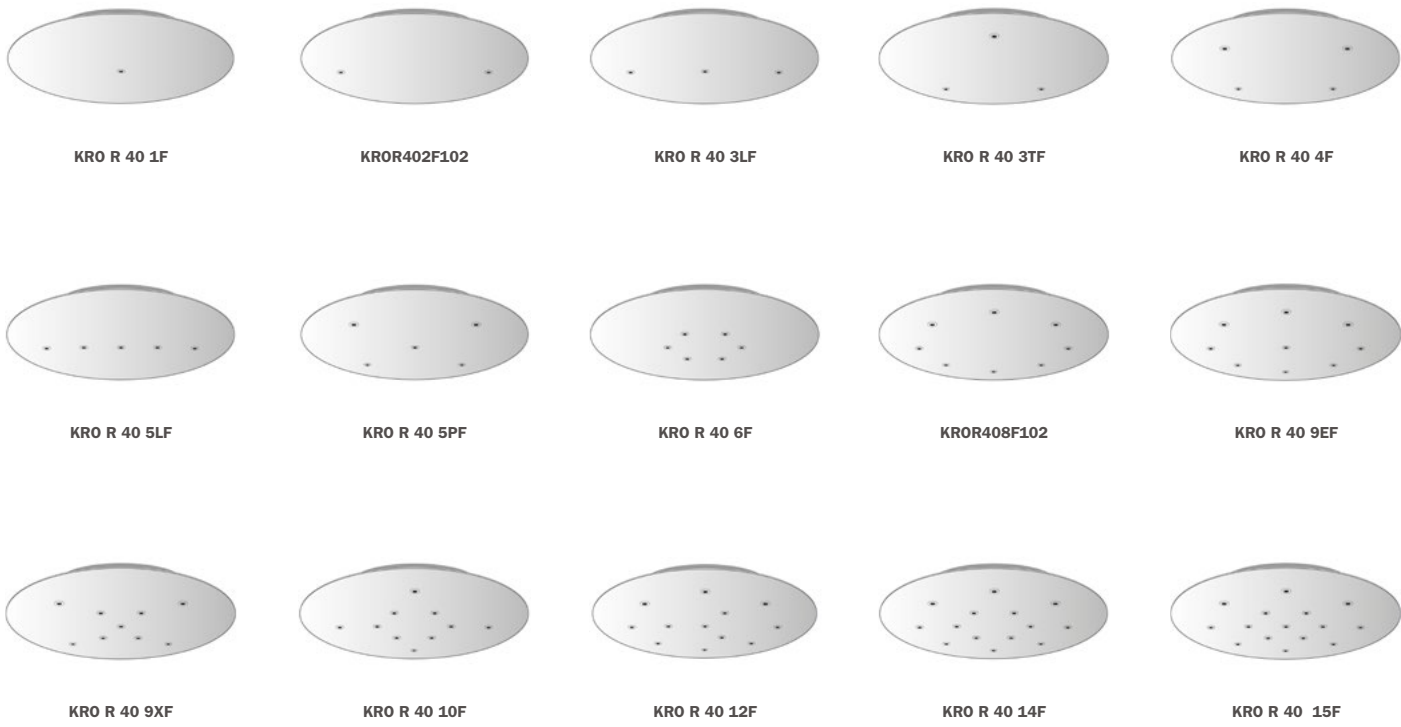 KRO R 40 1F
KROR402F102
KRO R 40 3LF
KRO R 40 3TF
KRO R 40 4F
KRO R 40 5LF
KRO R 40 5PF
KRO R 40 6F
KROR408F102
KRO R 40 9EF
KRO R 40 9XF
KRO R 40 10F
KRO R 40 12F
KRO R 40 14F
KRO R 40 15F